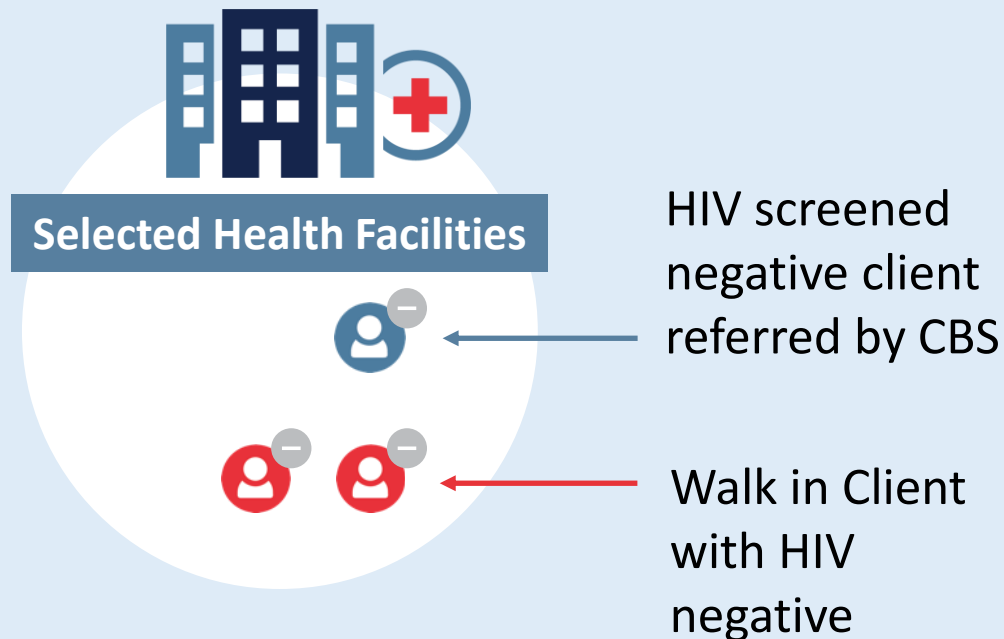 Selected Health Facilities
HIV screened
negative client
referred by CBS
Walk in Client
with HIV
negative